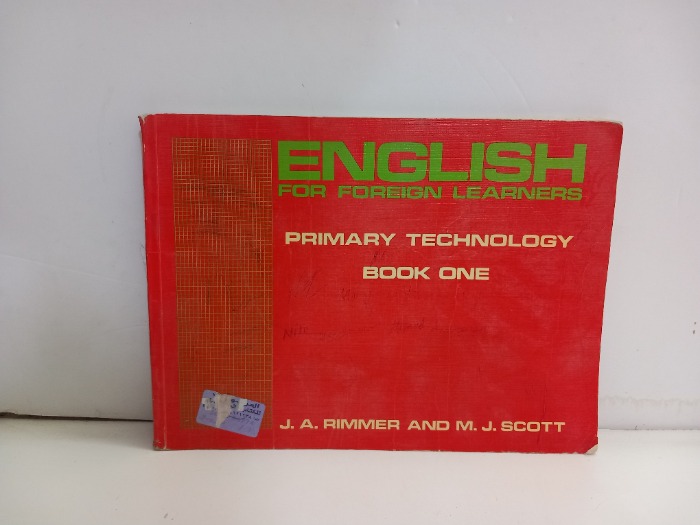 ENGLISH
FOR FOREIGN LEARNERS
PRIMARY TECHNOLOGY
BOOK ONE
J. A. RIMMER AND M. J. SCOTT